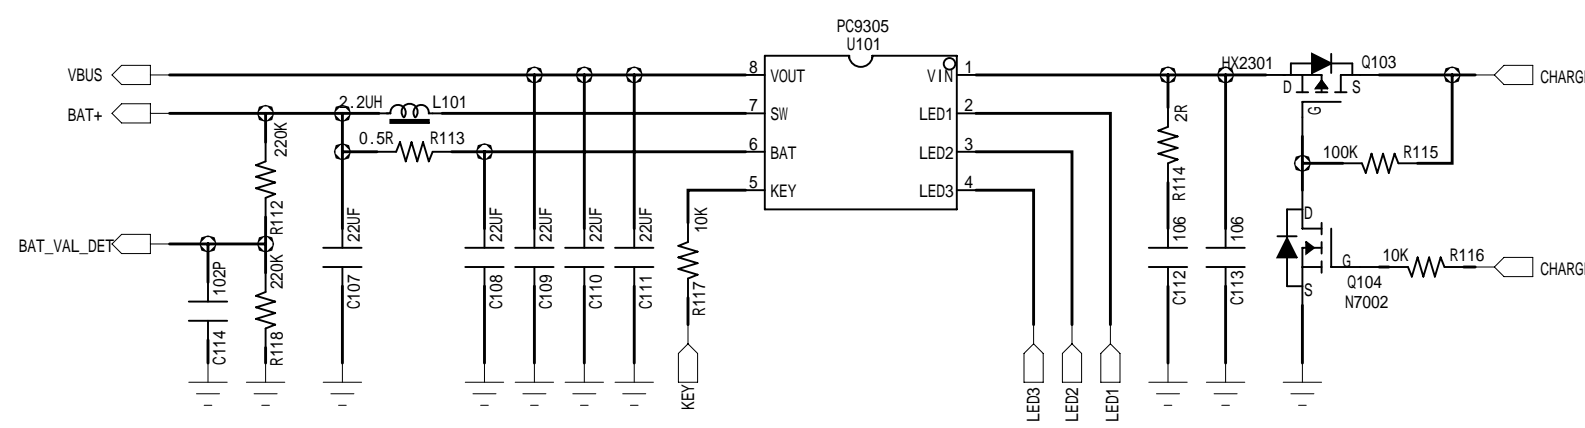 PC9305
U101
VBUS
8
VOUT
VIN
1
HX2301
Q103
CHARG
D
S
G
BAT+
2.2UH
L101
7
SW
LED1
2
2R
220K
0.5R
R113
6
BAT
LED2
3
100K
R115
R114
5
KEY
LED3
4
R112
22UF
22UF
22UF
22UF
22UF
10K
106
106
D
BAT_VAL_DET
G
10K
R116
CHARG
102P
220K
C107
C108
C109
C110
C111
R117
C112
C113
S
Q104
N7002
C114
R118
KEY
LED3
LED2
LED1